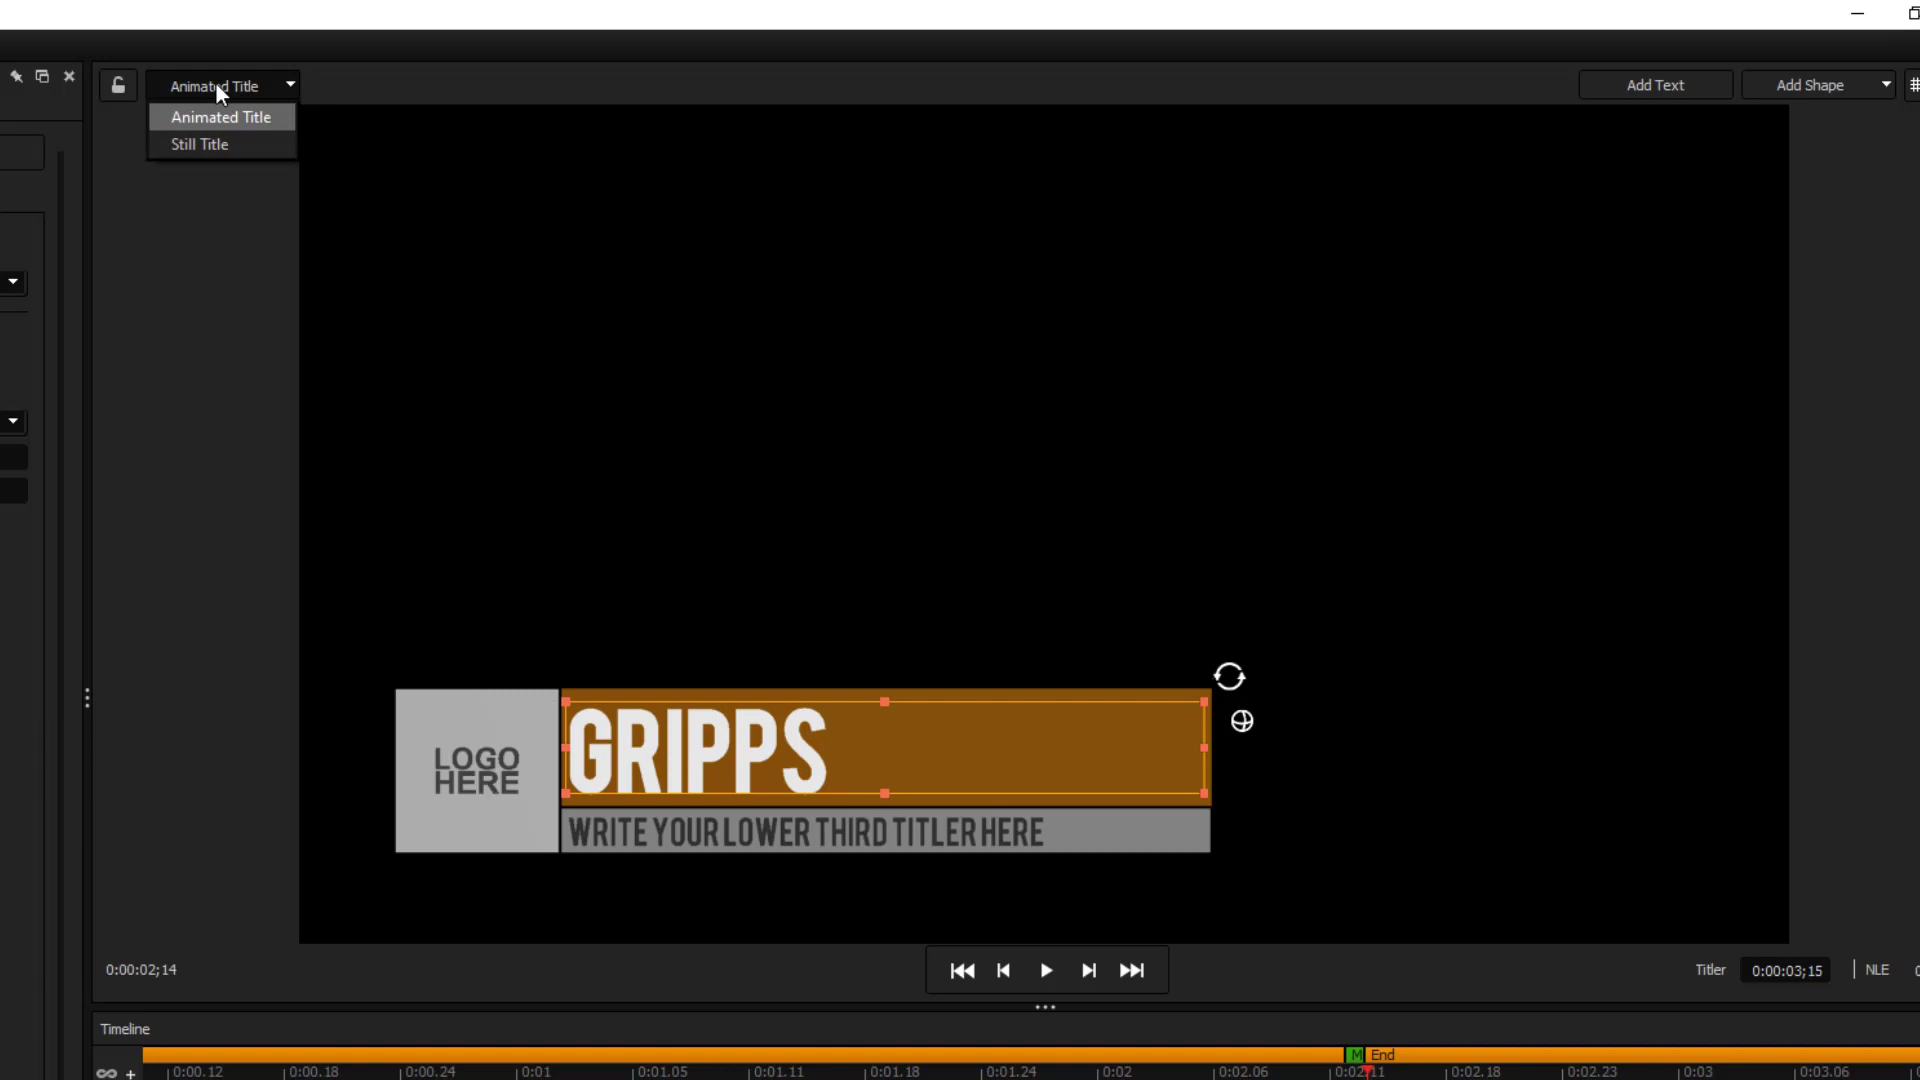 Animated Title
Add Text
Add Shape
Animated Title
Still Title
GRIPPS
LOGO
HERE
WRITE YOUR LOWER THIRD TITLER HERE
0:00:02;14
Titler 0:00:03;15 NLE
Timeline
M End
0:00.12 0:00.18 0:00.24 0:01 0:01.05 0:01.11 0:01.18 0:01.24 0:02 0:02.06 0:02.11 0:02.18 0:02.23 0:03 0:03.06